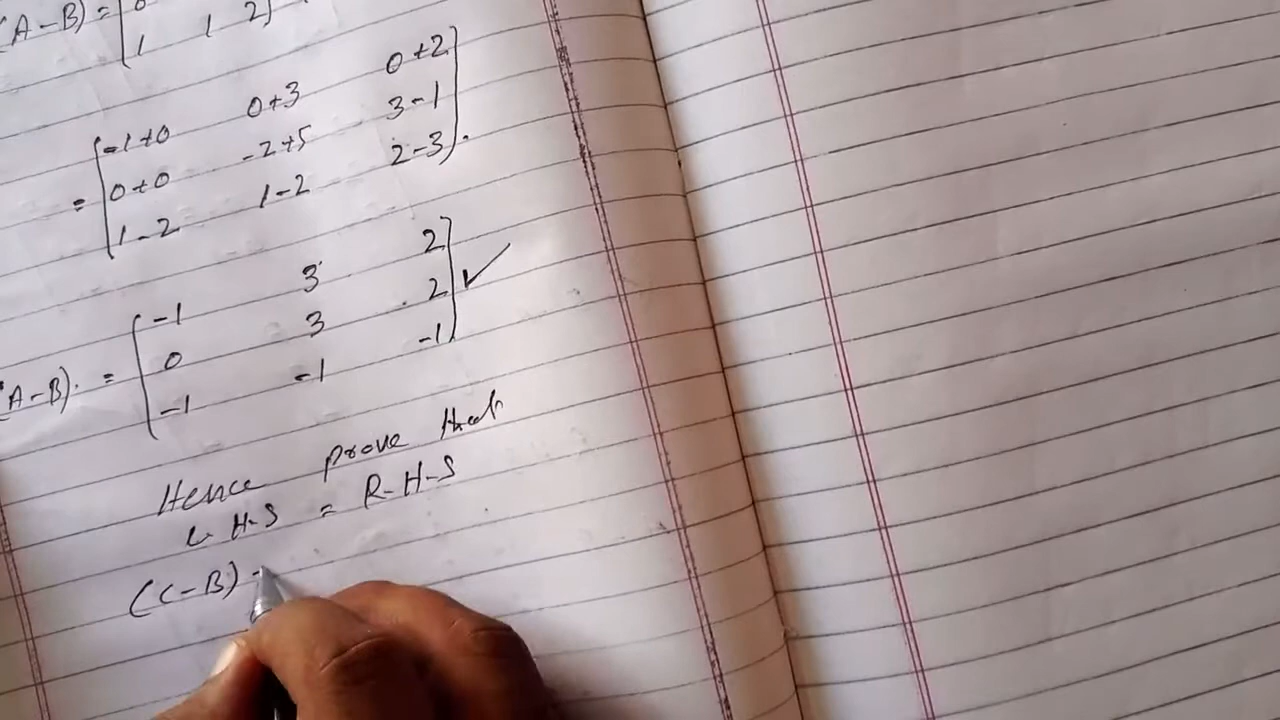 (A-B) = [0
1 1 2]
= [-1+0 0+3 0+2
0+0 -2+5 3-1
1-2 1-2 2-3].
(A-B). = [-1 3 2
0 3 2
-1 -1 -1] ✓
Hence prove that
L H-S = R-H-S
(C-B) -